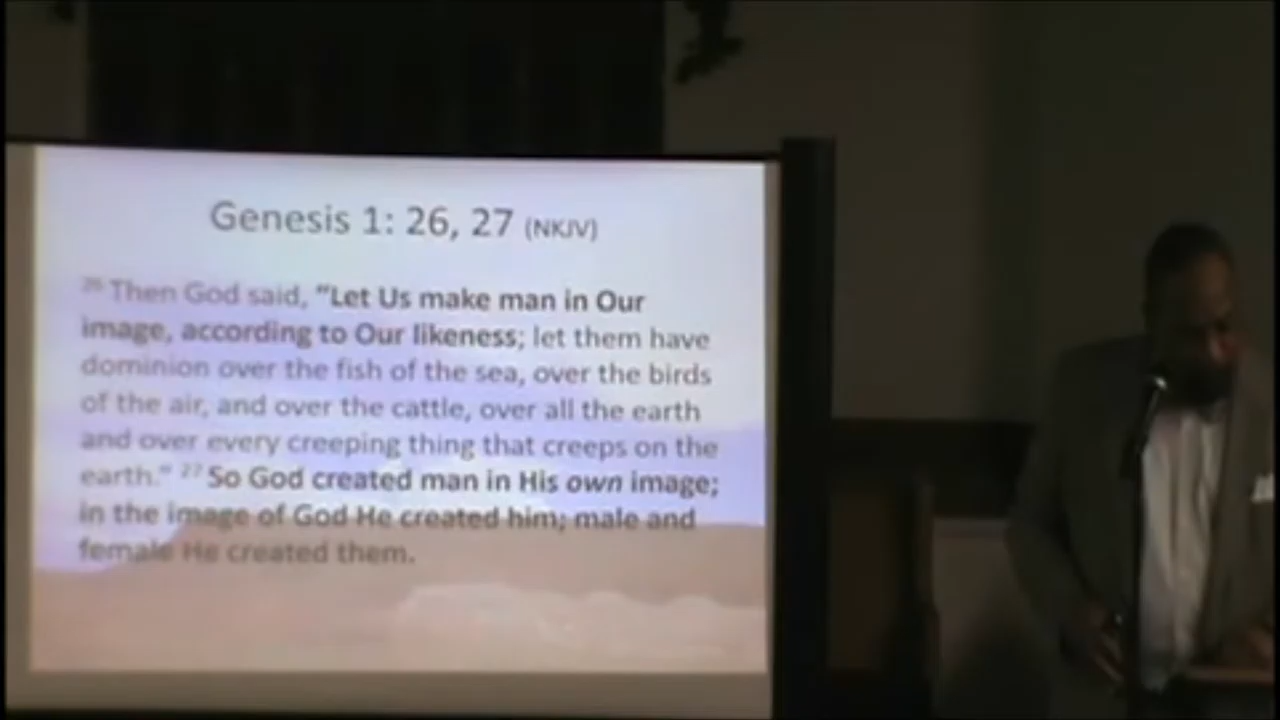 Genesis 1: 26, 27 (NKJV)
26 Then God said, "Let Us make man in Our
image, according to Our likeness; let them have
dominion over the fish of the sea, over the birds
of the air, and over the cattle, over all the earth
and over every creeping thing that creeps on the
earth." 27 So God created man in His own image;
in the image of God He created him; male and
female He created them.